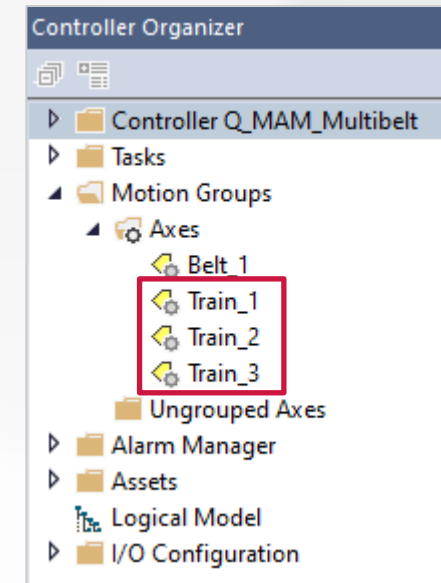 Controller Organizer
Controller Q_MAM_Multibelt
Tasks
Motion Groups
Axes
Belt_1
Train_1
Train_2
Train_3
Ungrouped Axes
Alarm Manager
Assets
Logical Model
I/O Configuration